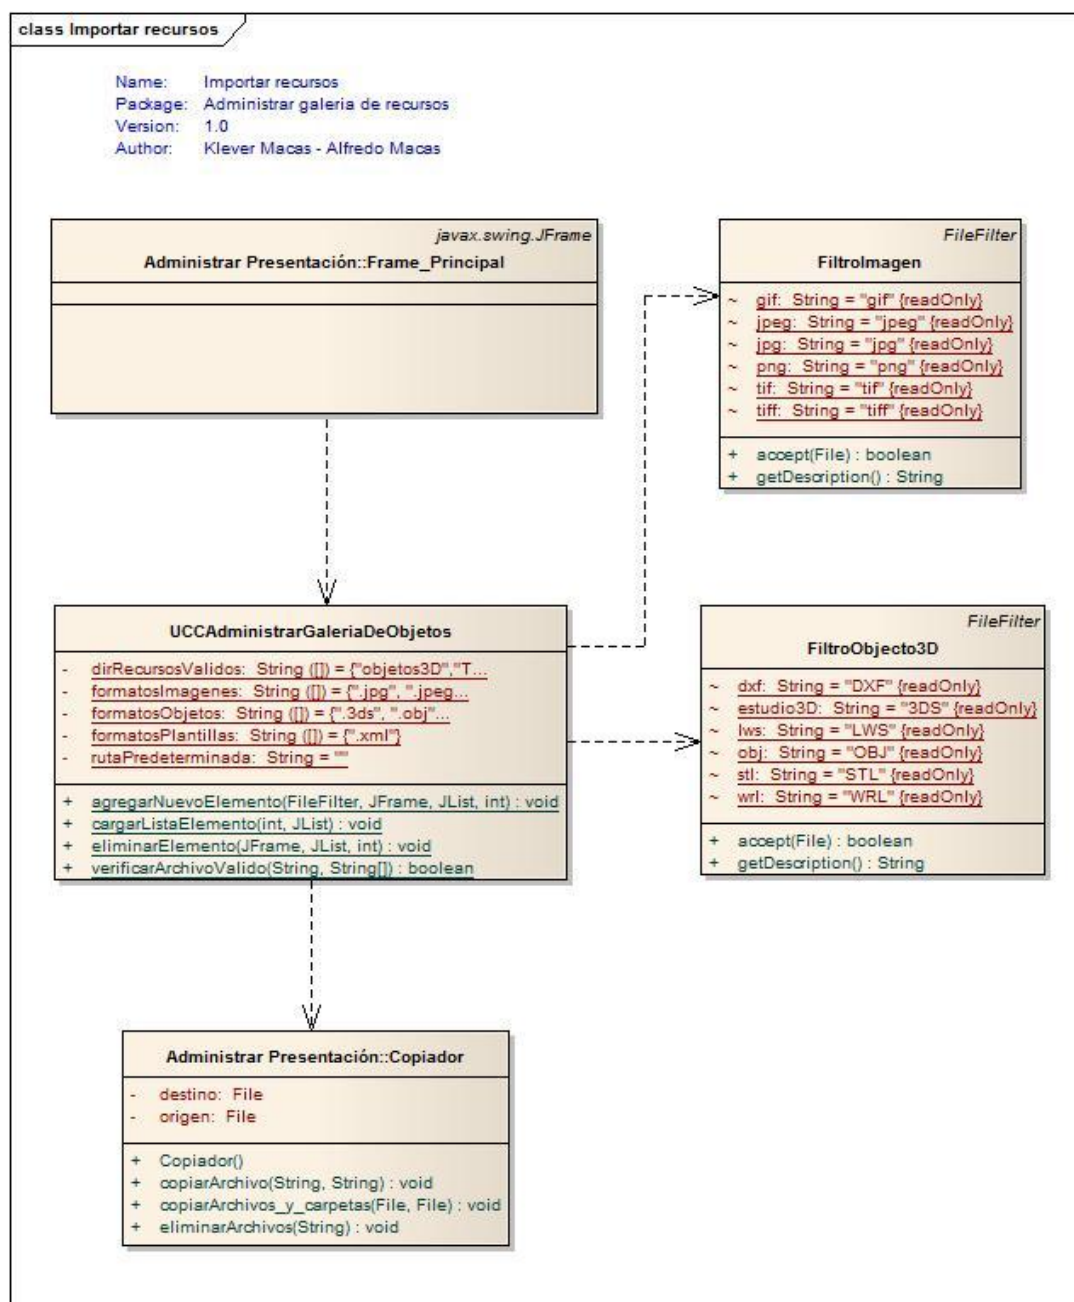 class Importar recursos
Name: Importar recursos
Package: Administrar galeria de recursos
Version: 1.0
Author: Klever Macas - Alfredo Macas
javax.swing.JFrame
Administrar Presentación::Frame_Principal
FileFilter
FiltroImagen
~ gif: String = "gif" {readOnly}
~ jpeg: String = "jpeg" {readOnly}
~ jpg: String = "jpg" {readOnly}
~ png: String = "png" {readOnly}
~ tif: String = "tif" {readOnly}
~ tiff: String = "tiff" {readOnly}
+ accept(File) : boolean
+ getDescription() : String
UCCAdministrarGaleriaDeObjetos
- dirRecursosValidos: String ([]) = {"objetos3D","T...
- formatosImagenes: String ([]) = {".jpg", ".jpeg...
- formatosObjetos: String ([]) = {".3ds", ".obj"...
- formatosPlantillas: String ([]) = {".xml"}
- rutaPredeterminada: String = ""
+ agregarNuevoElemento(FileFilter, JFrame, JList, int) : void
+ cargarListaElemento(int, JList) : void
+ eliminarElemento(JFrame, JList, int) : void
+ verificarArchivoValido(String, String[]) : boolean
FileFilter
FiltroObjecto3D
~ dxf: String = "DXF" {readOnly}
~ estudio3D: String = "3DS" {readOnly}
~ lws: String = "LWS" {readOnly}
~ obj: String = "OBJ" {readOnly}
~ stl: String = "STL" {readOnly}
~ wrl: String = "WRL" {readOnly}
+ accept(File) : boolean
+ getDescription() : String
Administrar Presentación::Copiador
- destino: File
- origen: File
+ Copiador()
+ copiarArchivo(String, String) : void
+ copiarArchivos_y_carpetas(File, File) : void
+ eliminarArchivos(String) : void